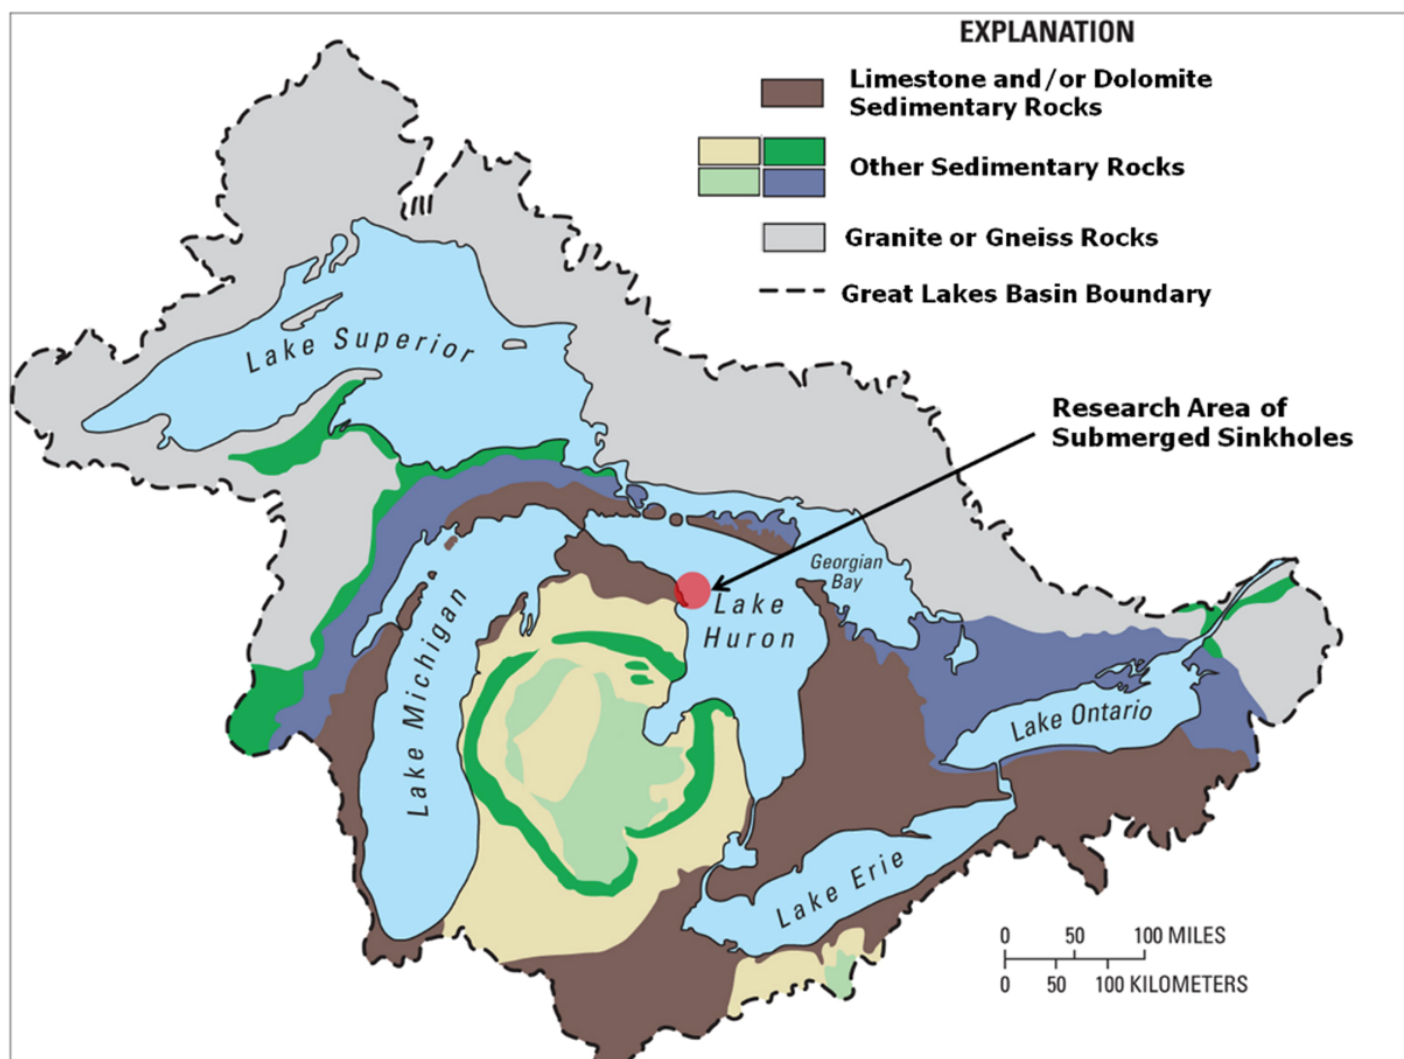 EXPLANATION
Limestone and/or Dolomite
Sedimentary Rocks
Other Sedimentary Rocks
Granite or Gneiss Rocks
Great Lakes Basin Boundary
Lake Superior
Research Area of
Submerged Sinkholes
Georgian
Bay
Lake
Huron
Lake Michigan
Lake Ontario
Lake Erie
0 50 100 MILES
0 50 100 KILOMETERS